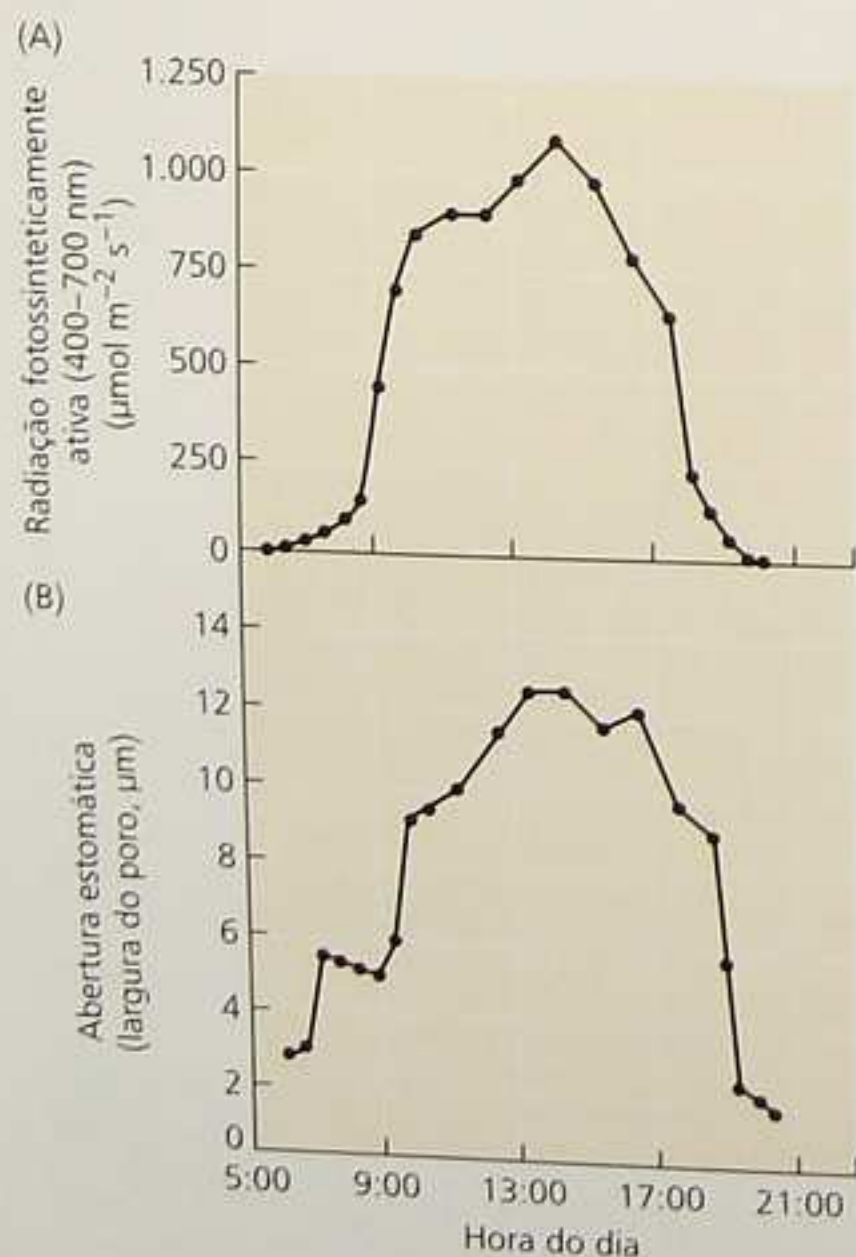 (A)
Radiação fotossinteticamente
ativa (400–700 nm)
(μmol m⁻² s⁻¹)
1.250
1.000
750
500
250
0
(B)
Abertura estomática
(largura do poro, μm)
14
12
10
8
6
4
2
0
5:00 9:00 13:00 17:00 21:00
Hora do dia